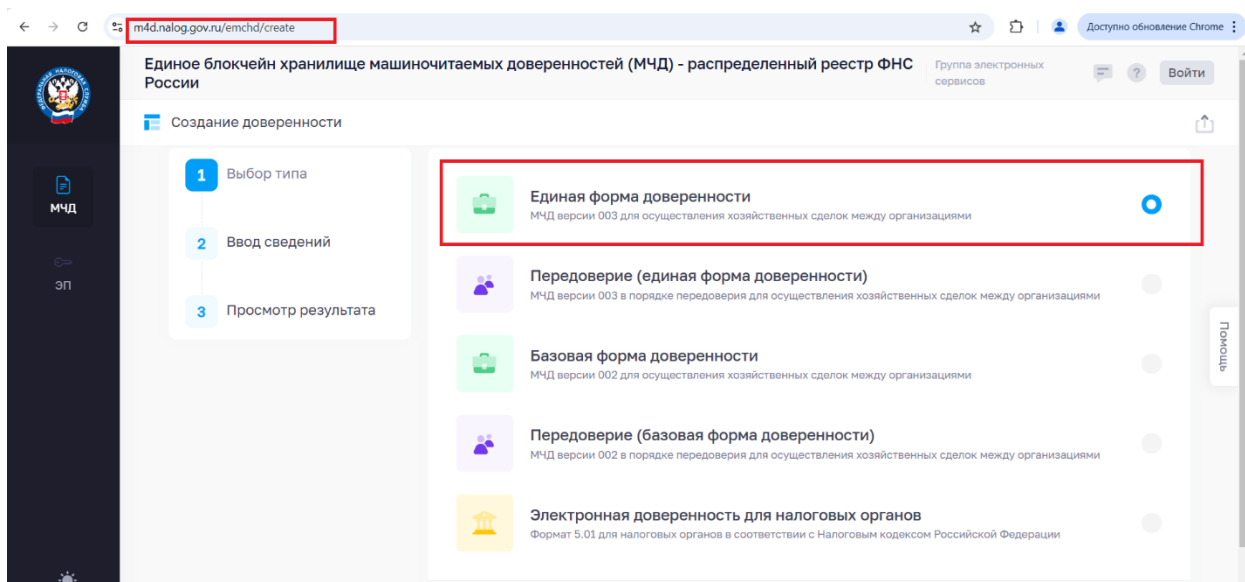 m4d.nalog.gov.ru/emchd/create
Доступно обновление Chrome
Единое блокчейн хранилище машиночитаемых доверенностей (МЧД) - распределенный реестр ФНС
России
Группа электронных
сервисов
?
Войти
Создание доверенности
МЧД
ЭП
1 Выбор типа
2 Ввод сведений
3 Просмотр результата
Единая форма доверенности
МЧД версии 003 для осуществления хозяйственных сделок между организациями
Передоверие (единая форма доверенности)
МЧД версии 003 в порядке передоверия для осуществления хозяйственных сделок между организациями
Базовая форма доверенности
МЧД версии 002 для осуществления хозяйственных сделок между организациями
Передоверие (базовая форма доверенности)
МЧД версии 002 в порядке передоверия для осуществления хозяйственных сделок между организациями
Электронная доверенность для налоговых органов
Формат 5.01 для налоговых органов в соответствии с Налоговым кодексом Российской Федерации
Помощь